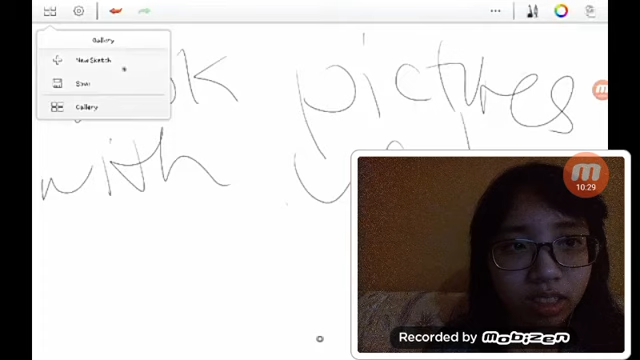 Gallery
New Sketch
Save
Gallery
pictures
with
10:29
Recorded by mobizen